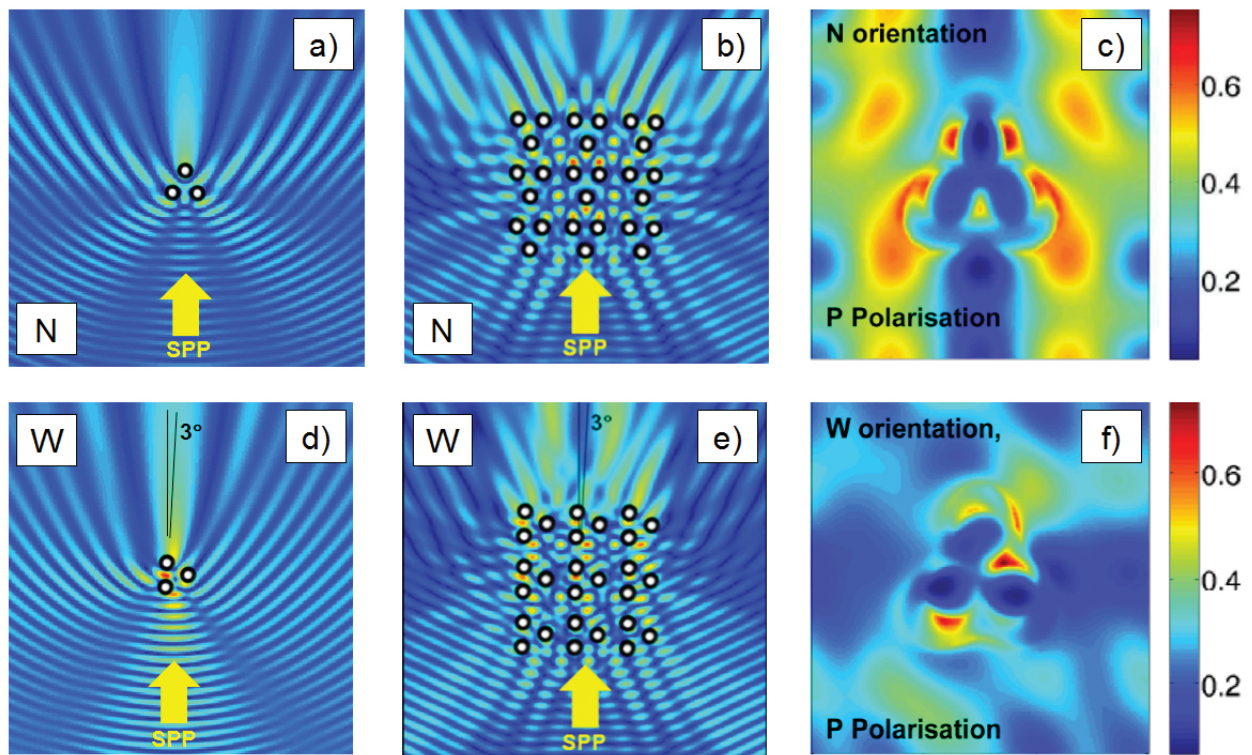 a)
N
SPP
b)
N
SPP
c)
N orientation
P Polarisation
0.6
0.4
0.2
W
3°
d)
SPP
W
3°
e)
SPP
f)
W orientation,
P Polarisation
0.6
0.4
0.2